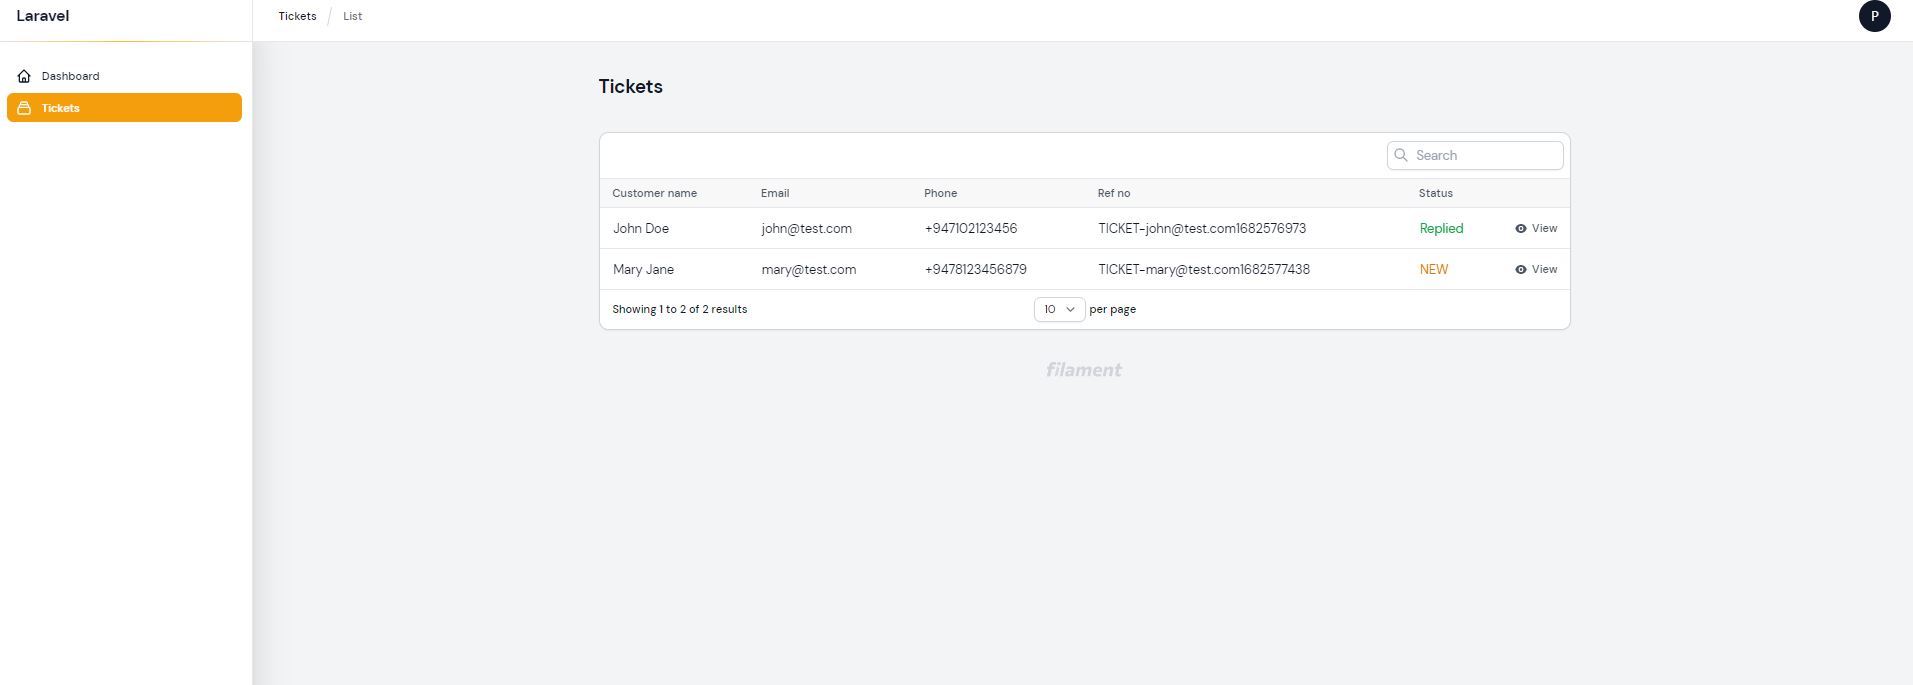 Laravel
Tickets / List
P
Dashboard
Tickets
Tickets
Search
Customer name Email Phone Ref no Status
John Doe john@test.com +947102123456 TICKET-john@test.com1682576973 Replied View
Mary Jane mary@test.com +9478123456879 TICKET-mary@test.com1682577438 NEW View
Showing 1 to 2 of 2 results 10 per page
filament